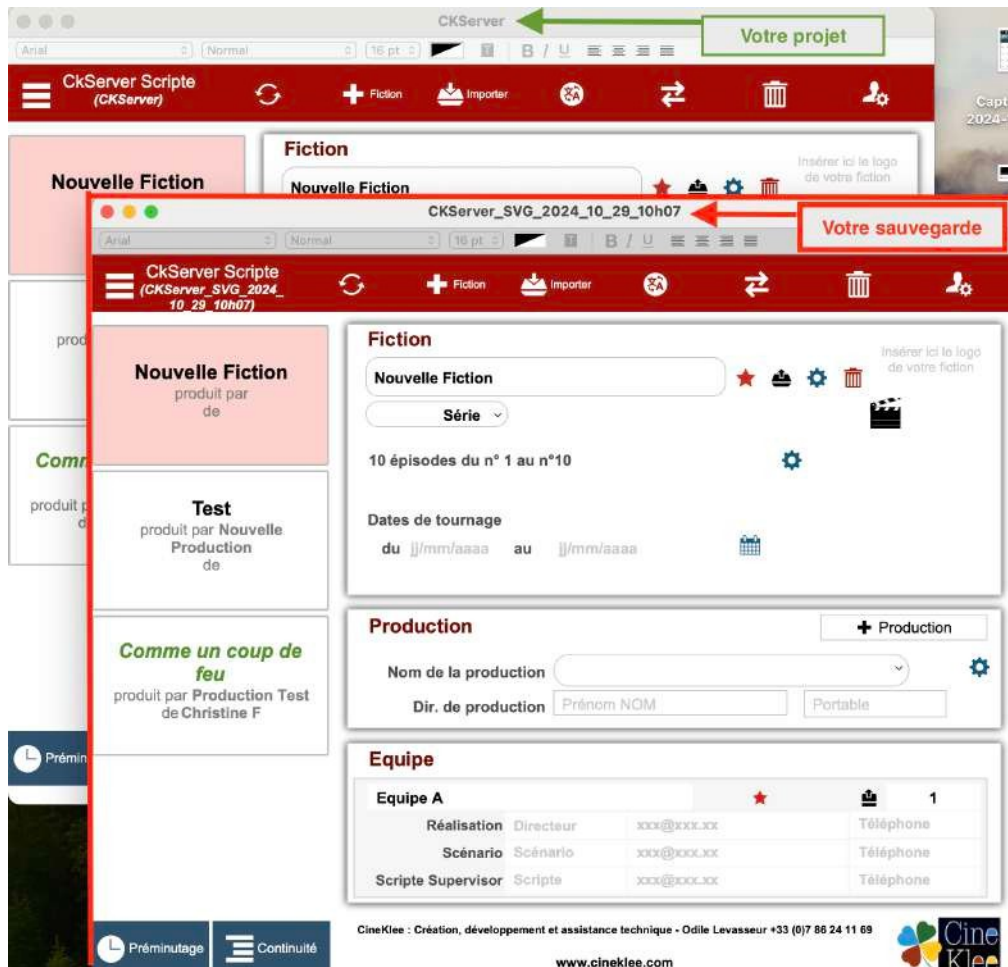 CKServer
Votre projet
Arial
Normal
16 pt
B I U
CkServer Scripte
(CKServer)
Fiction
Importer
Capt
2024-
Nouvelle Fiction
Fiction
Nouvelle Fiction
Insérer ici le logo
de votre fiction
prod
Com
produit p
d
Prémin
CKServer_SVG_2024_10_29_10h07
Votre sauvegarde
Arial
Normal
16 pt
B I U
CkServer Scripte
(CKServer_SVG_2024_
10_29_10h07)
Fiction
Importer
Nouvelle Fiction
produit par
de
Test
produit par Nouvelle
Production
de
Comme un coup de
feu
produit par Production Test
de Christine F
Fiction
Nouvelle Fiction
Insérer ici le logo
de votre fiction
Série
10 épisodes du n° 1 au n°10
Dates de tournage
du jj/mm/aaaa au jj/mm/aaaa
Production
+ Production
Nom de la production
Dir. de production Prénom NOM Portable
Equipe
Equipe A 1
Réalisation Directeur xxx@xxx.xx Téléphone
Scénario Scénario xxx@xxx.xx Téléphone
Scripte Supervisor Scripte xxx@xxx.xx Téléphone
Préminutage
Continuité
CineKlee : Création, développement et assistance technique - Odile Levasseur +33 (0)7 86 24 11 69
www.cineklee.com
Cine
Klee